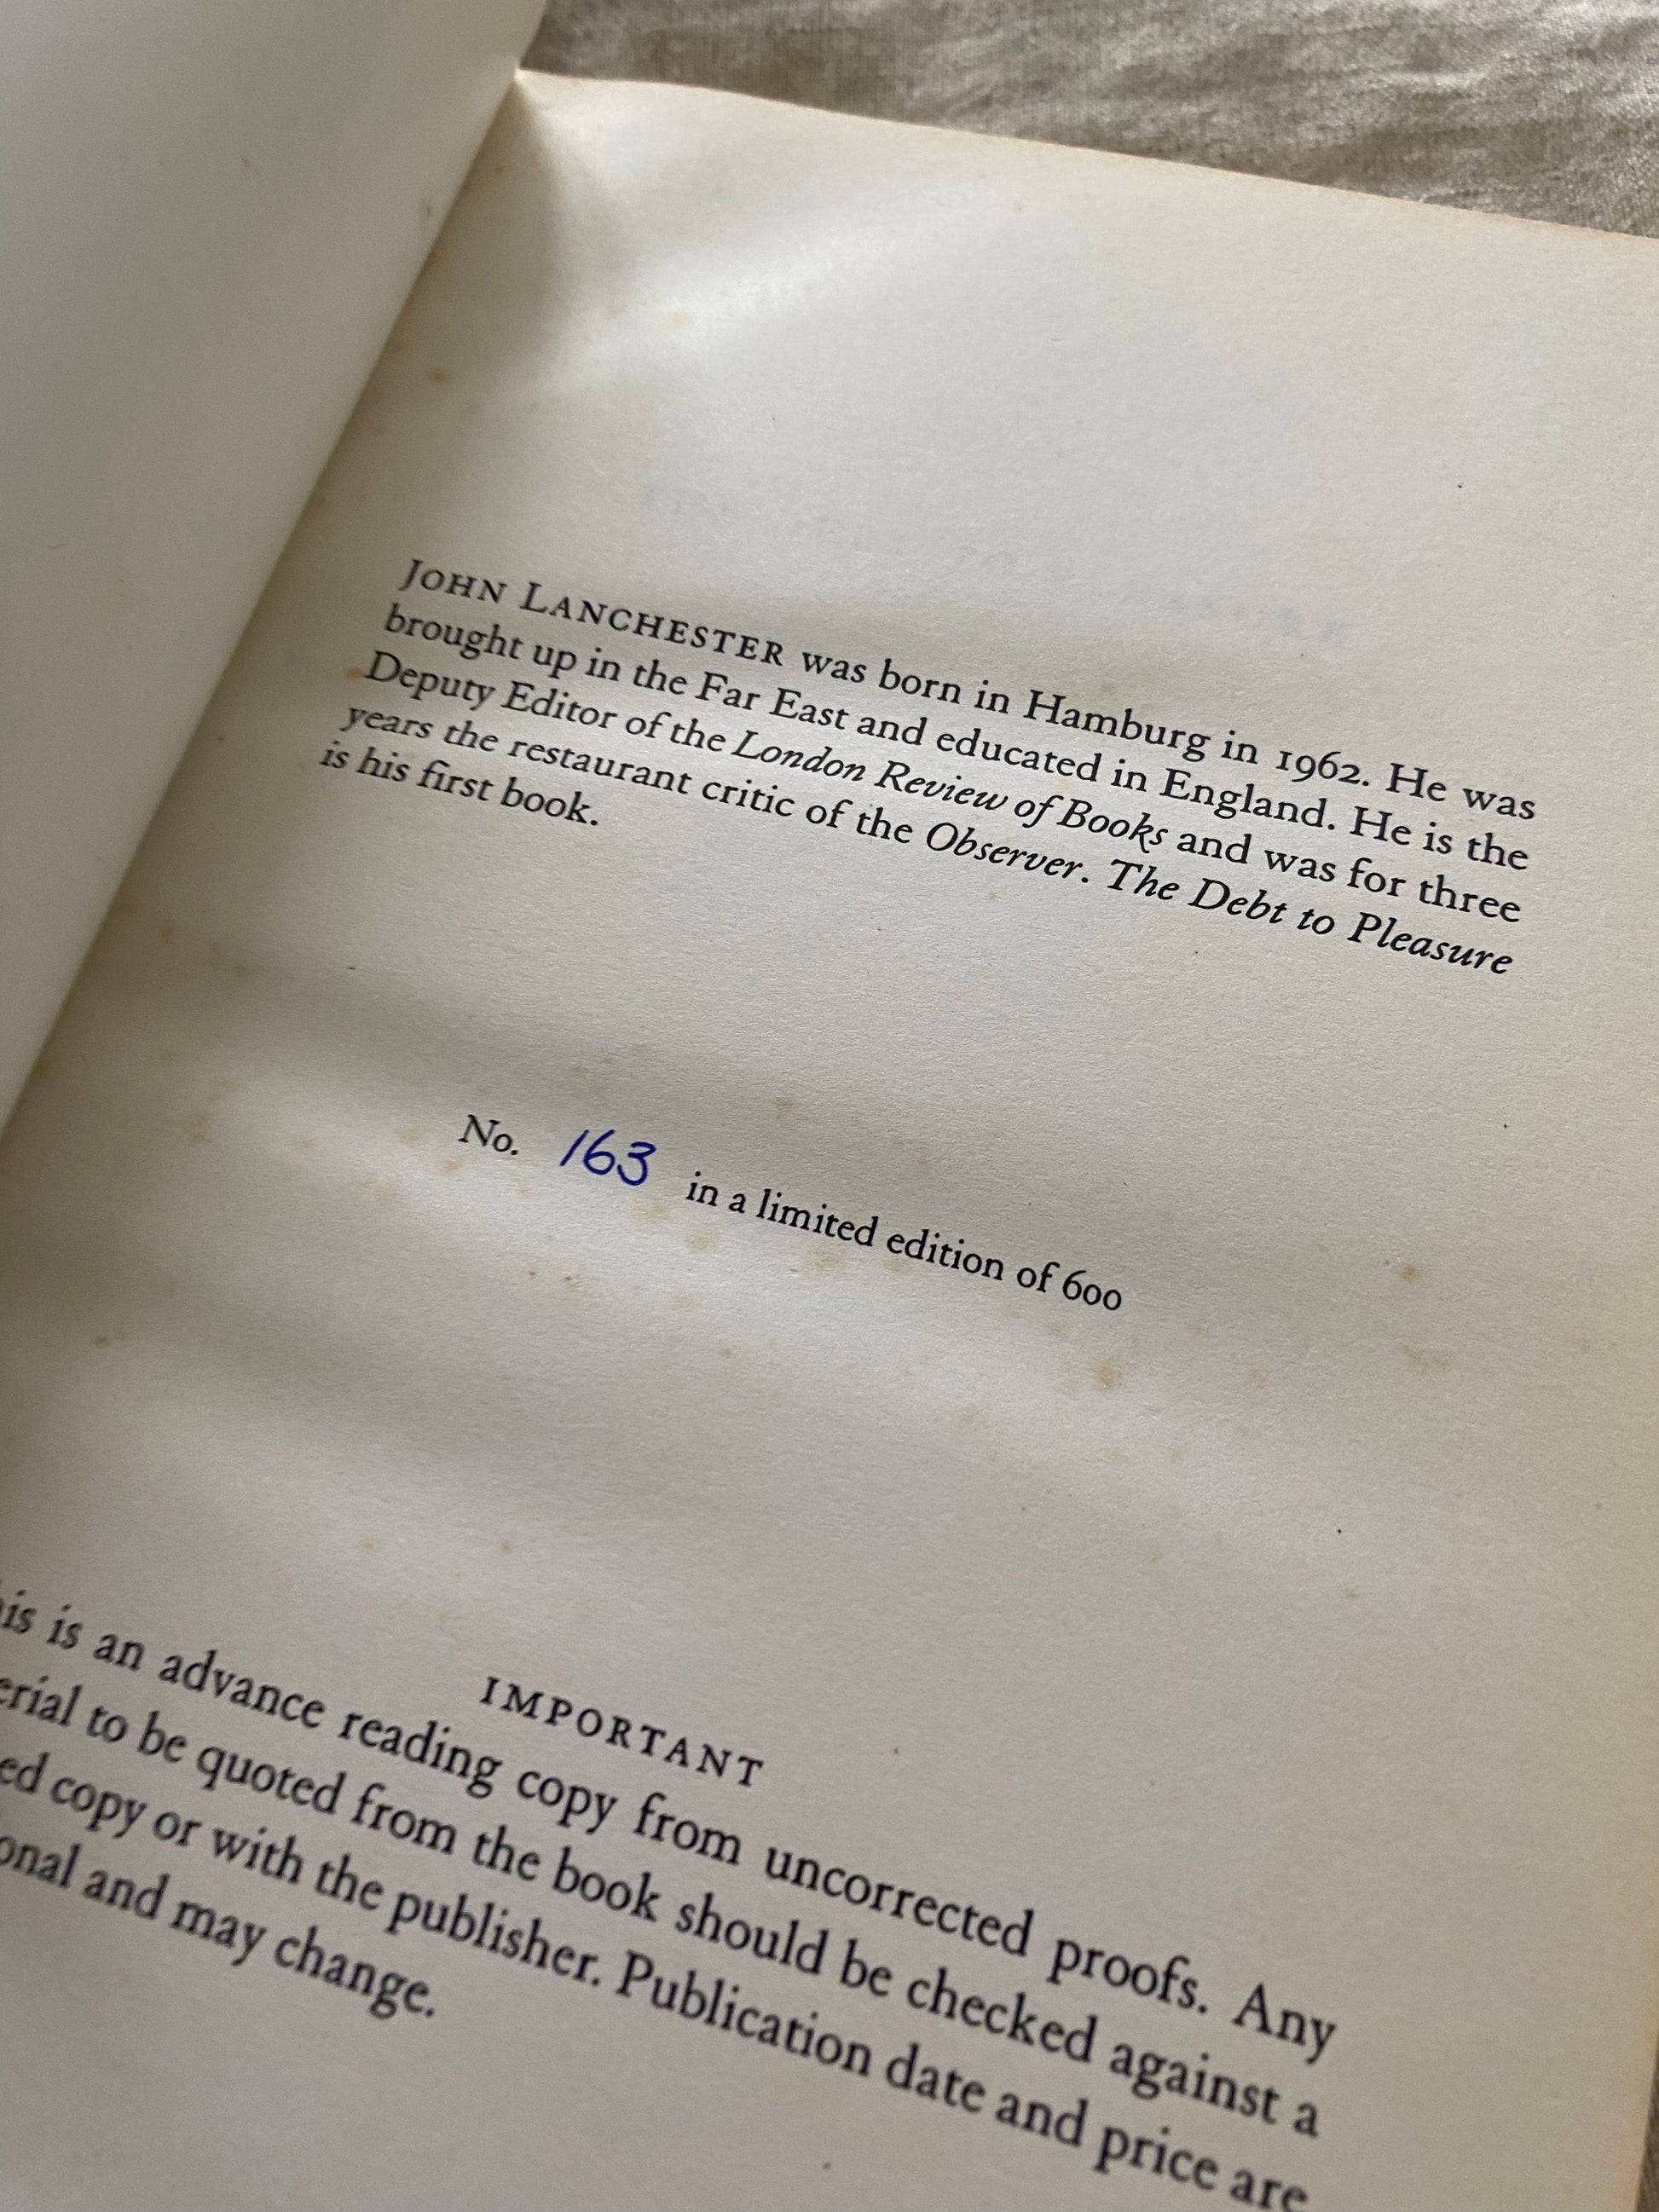 JOHN LANCHESTER was born in Hamburg in 1962. He was
brought up in the Far East and educated in England. He is the
Deputy Editor of the London Review of Books and was for three
years the restaurant critic of the Observer. The Debt to Pleasure
is his first book.
No. 163 in a limited edition of 600
IMPORTANT
is is an advance reading copy from uncorrected proofs. Any
erial to be quoted from the book should be checked against a
ed copy or with the publisher. Publication date and price are
onal and may change.